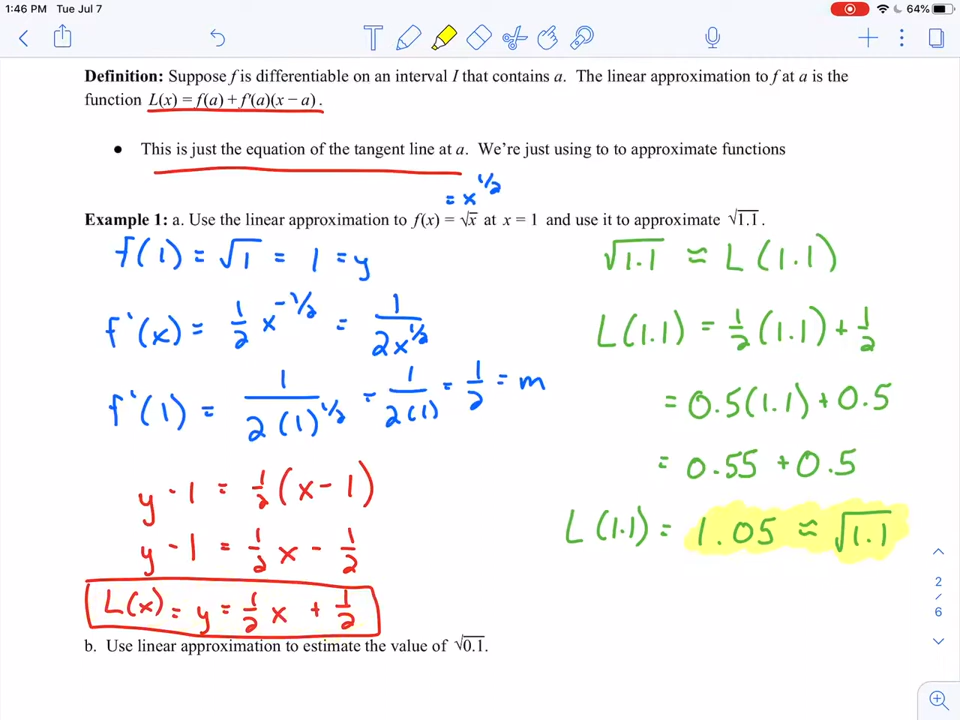 1:46 PM Tue Jul 7
64%
Definition: Suppose f is differentiable on an interval I that contains a. The linear approximation to f at a is the
function L(x) = f(a) + f'(a)(x − a).
• This is just the equation of the tangent line at a. We're just using to to approximate functions
= x^1/2
Example 1: a. Use the linear approximation to f(x) = √x at x = 1 and use it to approximate √1.1.
f(1) = √1 = 1 = y
f'(x) = 1/2 x^-1/2 = 1/2x^1/2
f'(1) = 1/2(1)^1/2 = 1/2(1) = 1/2 = m
y - 1 = 1/2(x - 1)
y - 1 = 1/2 x - 1/2
L(x) = y = 1/2 x + 1/2
√1.1 ≈ L(1.1)
L(1.1) = 1/2(1.1) + 1/2
= 0.5(1.1) + 0.5
= 0.55 + 0.5
L(1.1) = 1.05 ≈ √1.1
b. Use linear approximation to estimate the value of √0.1.
2
/
6